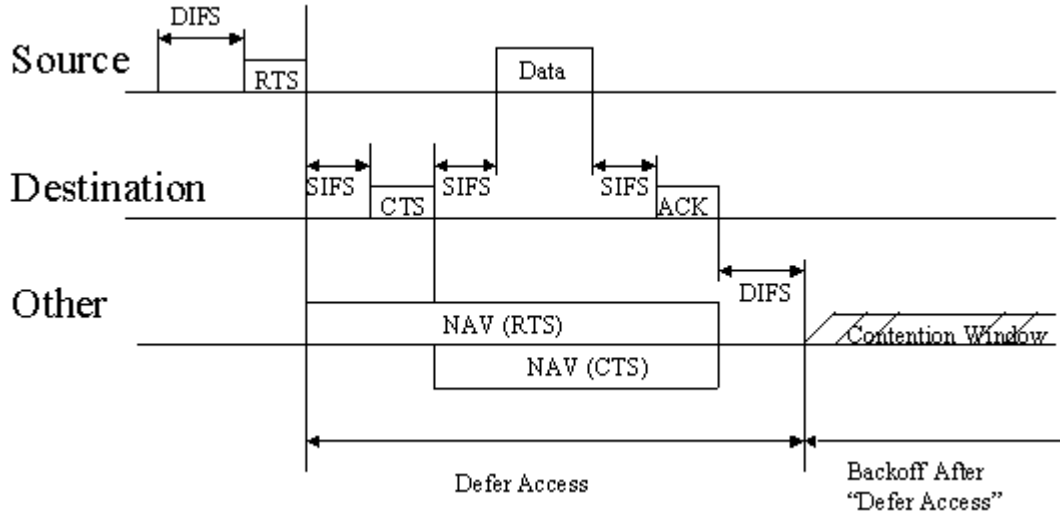 DIFS
Source
RTS
Data
SIFS
SIFS
SIFS
Destination
CTS
ACK
DIFS
Other
NAV (RTS)
Contention Window
NAV (CTS)
Defer Access
Backoff After
“Defer Access”